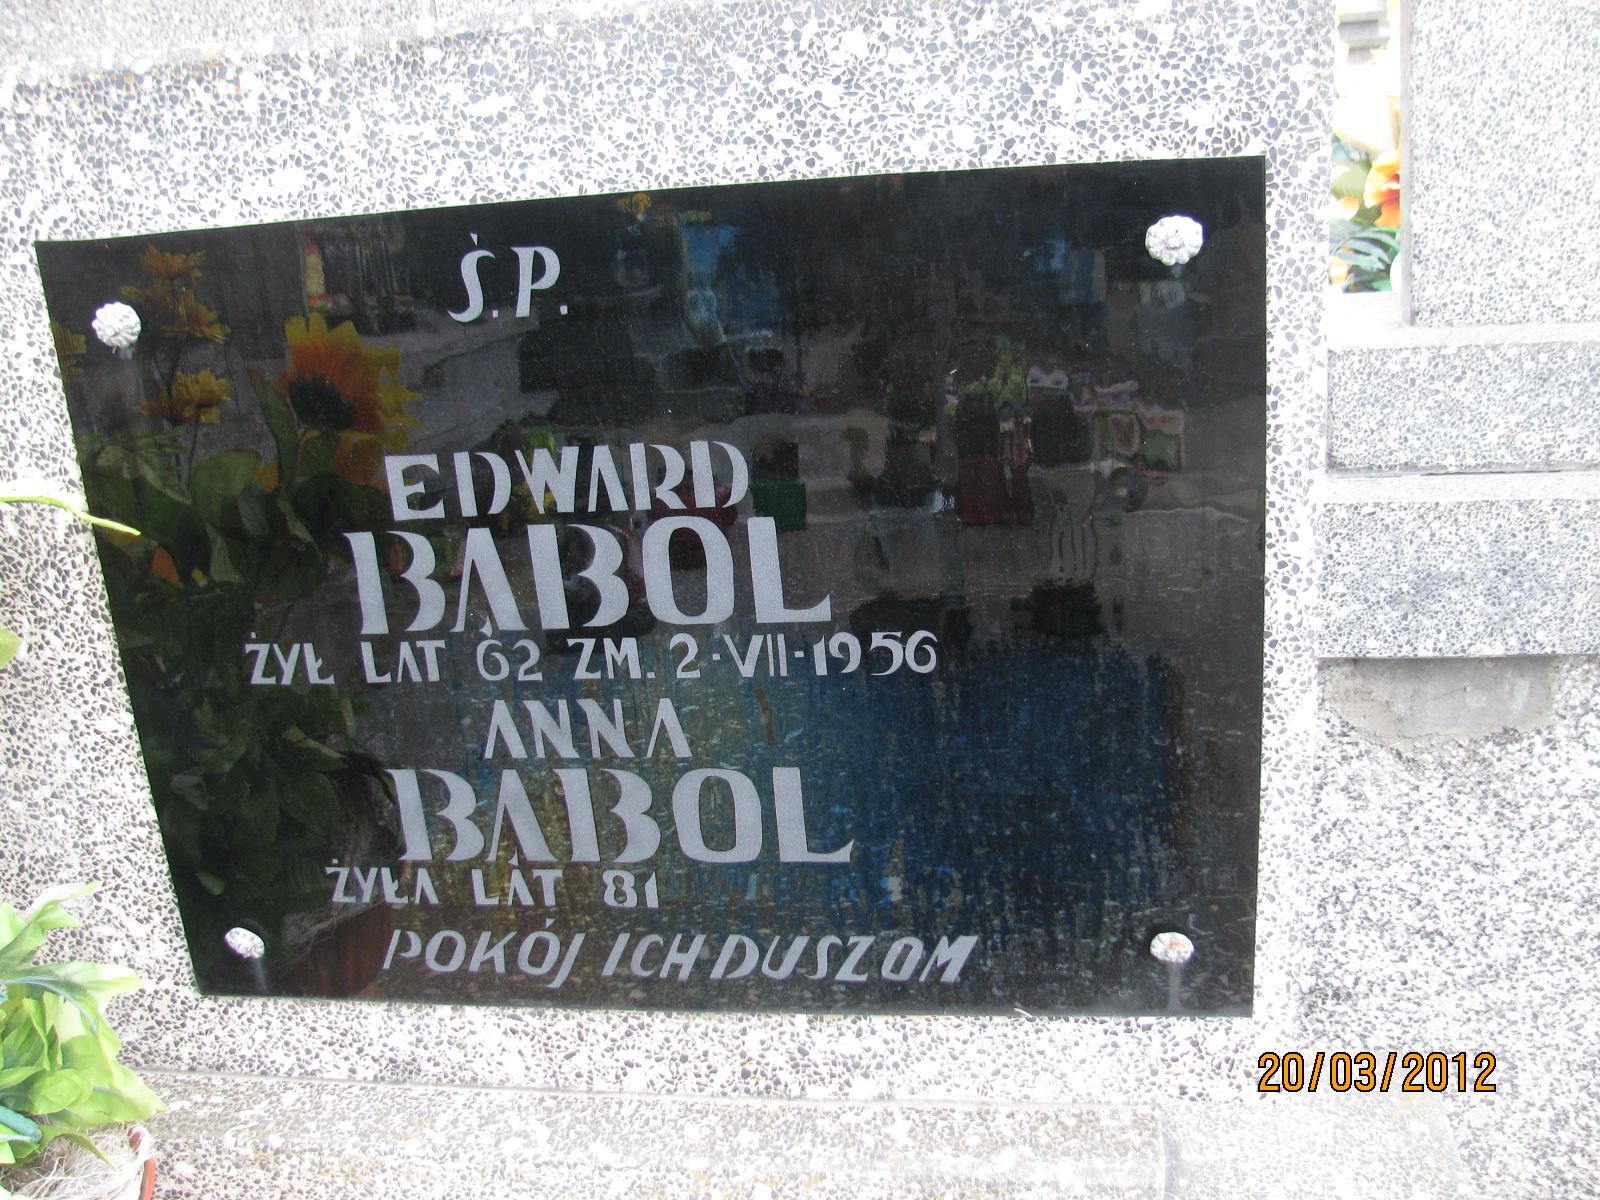 Ś.P.
EDWARD
BĄBOL
ŻYŁ LAT 62 ZM. 2-VII-1956
ANNA
BĄBOL
ŻYŁA LAT 81
POKÓJ ICH DUSZOM
20/03/2012